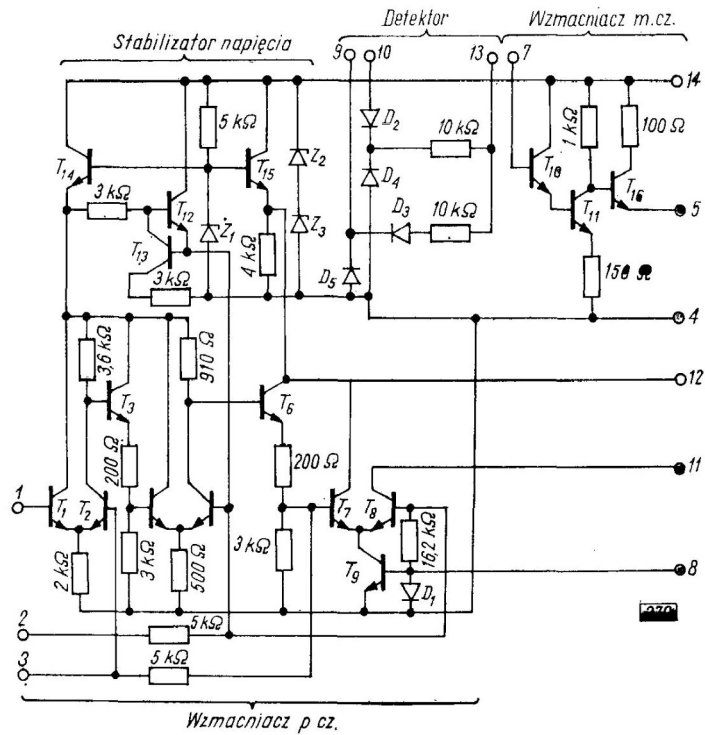 Detektor
Wzmacniacz m.cz.
Stabilizator napięcia
9 10 13 7
14
5 kΩ
D2
10 kΩ
1 kΩ
100 Ω
T14
T15
Z2
D4
T10
T16
5
3 kΩ
T12
D3
10 kΩ
T11
T13
Z1
Z3
4 kΩ
3 kΩ
D5
150 Ω
4
3,6 kΩ
910 Ω
12
T3
T6
200 Ω
200 Ω
11
1
T1 T2
T7 T8
16,2 kΩ
2 kΩ
3 kΩ
500 Ω
3 kΩ
T9
D1
8
2
5 kΩ
3
5 kΩ
Wzmacniacz p cz.